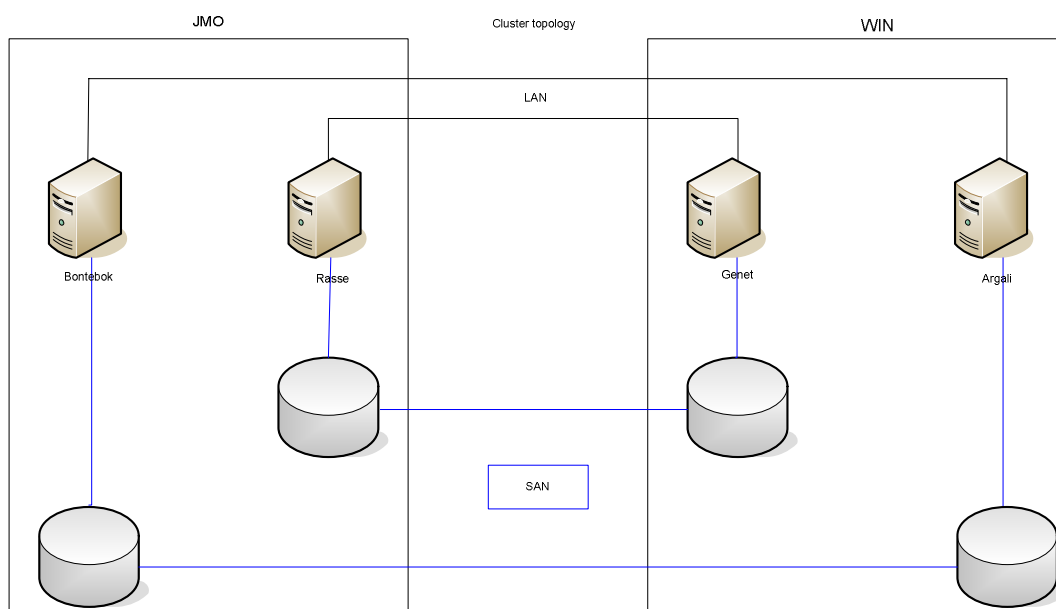 JMO
Cluster topology
WIN
LAN
Bontebok
Rasse
Genet
Argali
SAN